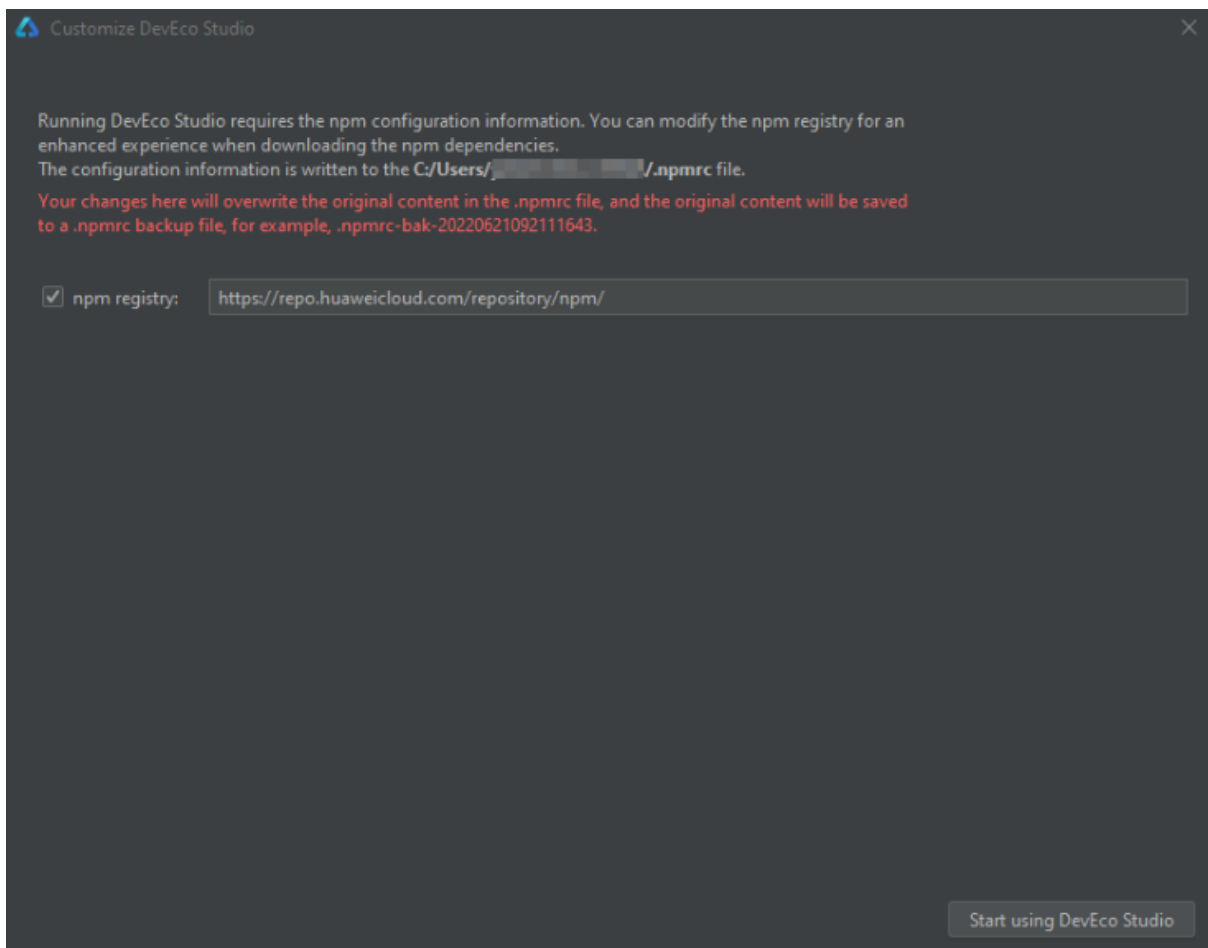 Customize DevEco Studio
Running DevEco Studio requires the npm configuration information. You can modify the npm registry for an
enhanced experience when downloading the npm dependencies.
The configuration information is written to the C:/Users/ /.npmrc file.
Your changes here will overwrite the original content in the .npmrc file, and the original content will be saved
to a .npmrc backup file, for example, .npmrc-bak-20220621092111643.
npm registry: https://repo.huaweicloud.com/repository/npm/
Start using DevEco Studio